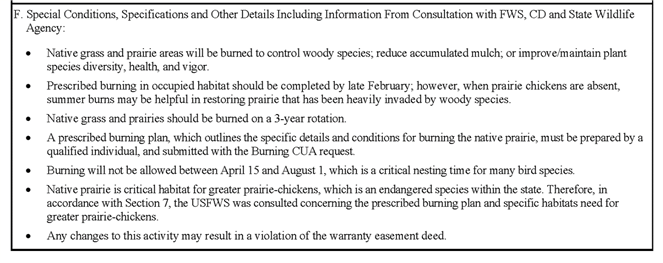 F. Special Conditions, Specifications and Other Details Including Information From Consultation with FWS, CD and State Wildlife
Agency:
• Native grass and prairie areas will be burned to control woody species; reduce accumulated mulch; or improve/maintain plant
species diversity, health, and vigor.
• Prescribed burning in occupied habitat should be completed by late February; however, when prairie chickens are absent,
summer burns may be helpful in restoring prairie that has been heavily invaded by woody species.
• Native grass and prairies should be burned on a 3-year rotation.
• A prescribed burning plan, which outlines the specific details and conditions for burning the native prairie, must be prepared by a
qualified individual, and submitted with the Burning CUA request.
• Burning will not be allowed between April 15 and August 1, which is a critical nesting time for many bird species.
• Native prairie is critical habitat for greater prairie-chickens, which is an endangered species within the state. Therefore, in
accordance with Section 7, the USFWS was consulted concerning the prescribed burning plan and specific habitats need for
greater prairie-chickens.
• Any changes to this activity may result in a violation of the warranty easement deed.